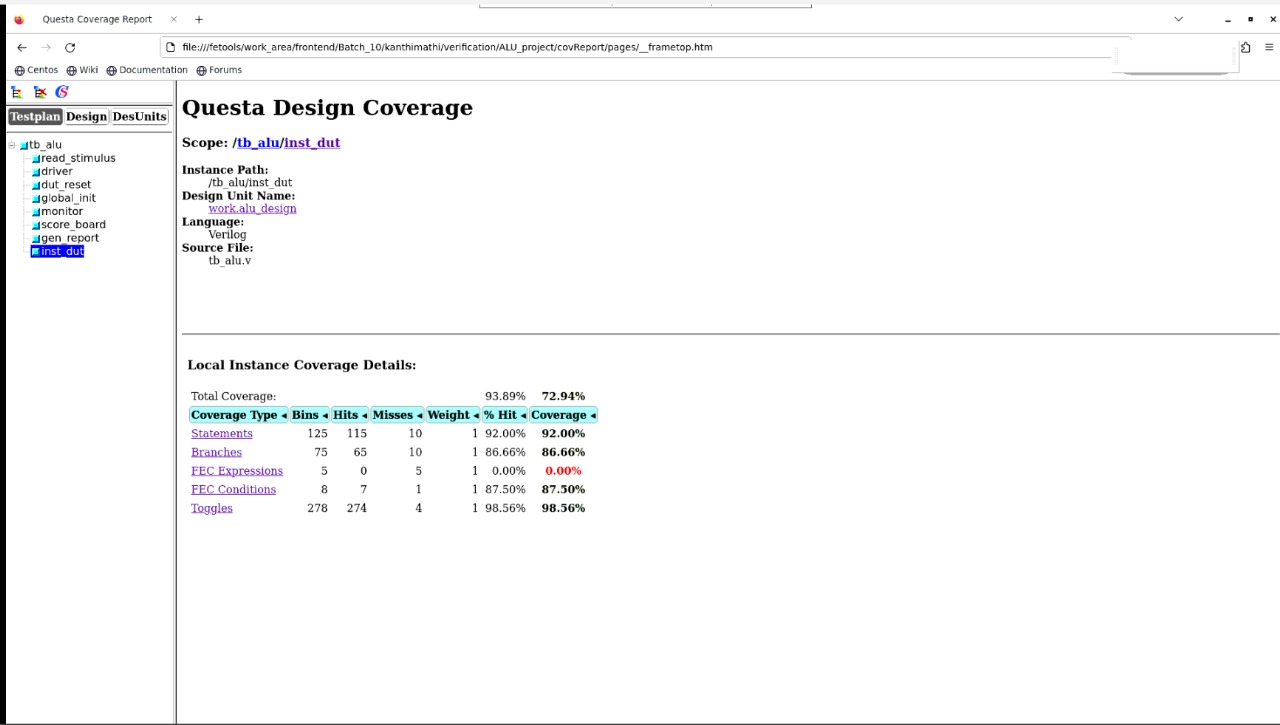 Questa Coverage Report
file:///fetools/work_area/frontend/Batch_10/kanthimathi/verification/ALU_project/covReport/pages/__frametop.htm
Centos Wiki Documentation Forums
Testplan Design DesUnits
tb_alu
read_stimulus
driver
dut_reset
global_init
monitor
score_board
gen_report
inst_dut
Questa Design Coverage
Scope: /tb_alu/inst_dut
Instance Path:
/tb_alu/inst_dut
Design Unit Name:
work.alu_design
Language:
Verilog
Source File:
tb_alu.v
Local Instance Coverage Details:
Total Coverage: 93.89% 72.94%
Coverage Type ◂ Bins ◂ Hits ◂ Misses ◂ Weight ◂ % Hit ◂ Coverage ◂
Statements 125 115 10 1 92.00% 92.00%
Branches 75 65 10 1 86.66% 86.66%
FEC Expressions 5 0 5 1 0.00% 0.00%
FEC Conditions 8 7 1 1 87.50% 87.50%
Toggles 278 274 4 1 98.56% 98.56%